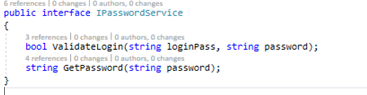 6 references | 0 changes | 0 authors, 0 changes
public interface IPasswordService
{
3 references | 0 changes | 0 authors, 0 changes
bool ValidateLogin(string loginPass, string password);
4 references | 0 changes | 0 authors, 0 changes
string GetPassword(string password);
}